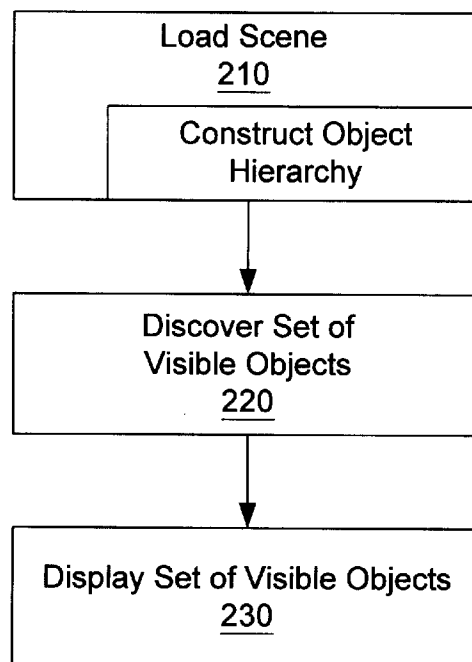 Load Scene
210
Construct Object
Hierarchy
Discover Set of
Visible Objects
220
Display Set of Visible Objects
230